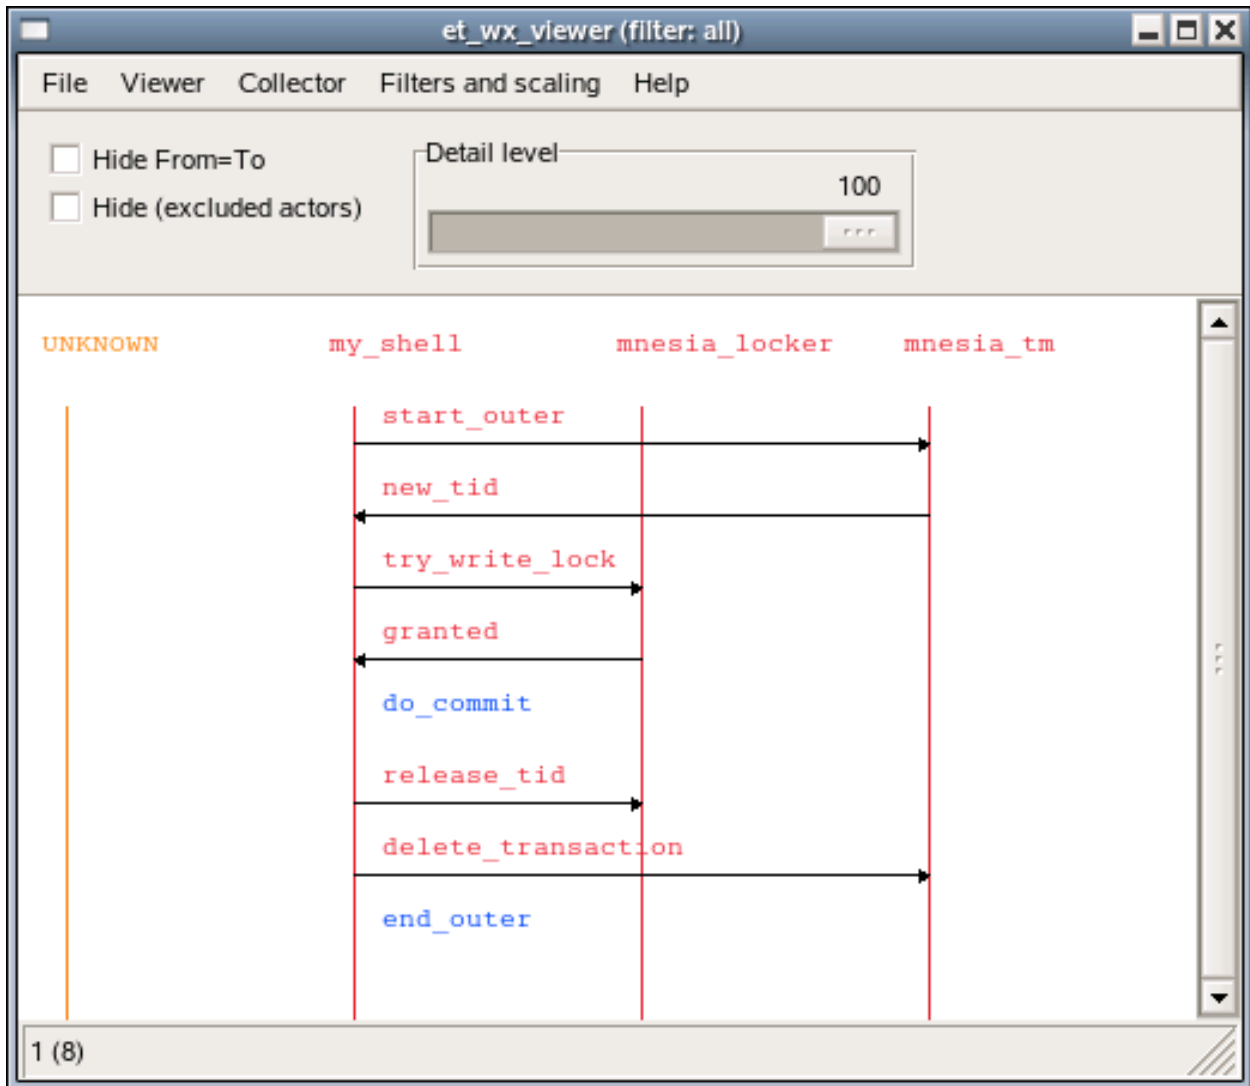 et_wx_viewer (filter: all)
File Viewer Collector Filters and scaling Help
Hide From=To
Detail level
100
Hide (excluded actors)
UNKNOWN my_shell mnesia_locker mnesia_tm
start_outer
new_tid
try_write_lock
granted
do_commit
release_tid
delete_transaction
end_outer
1 (8)